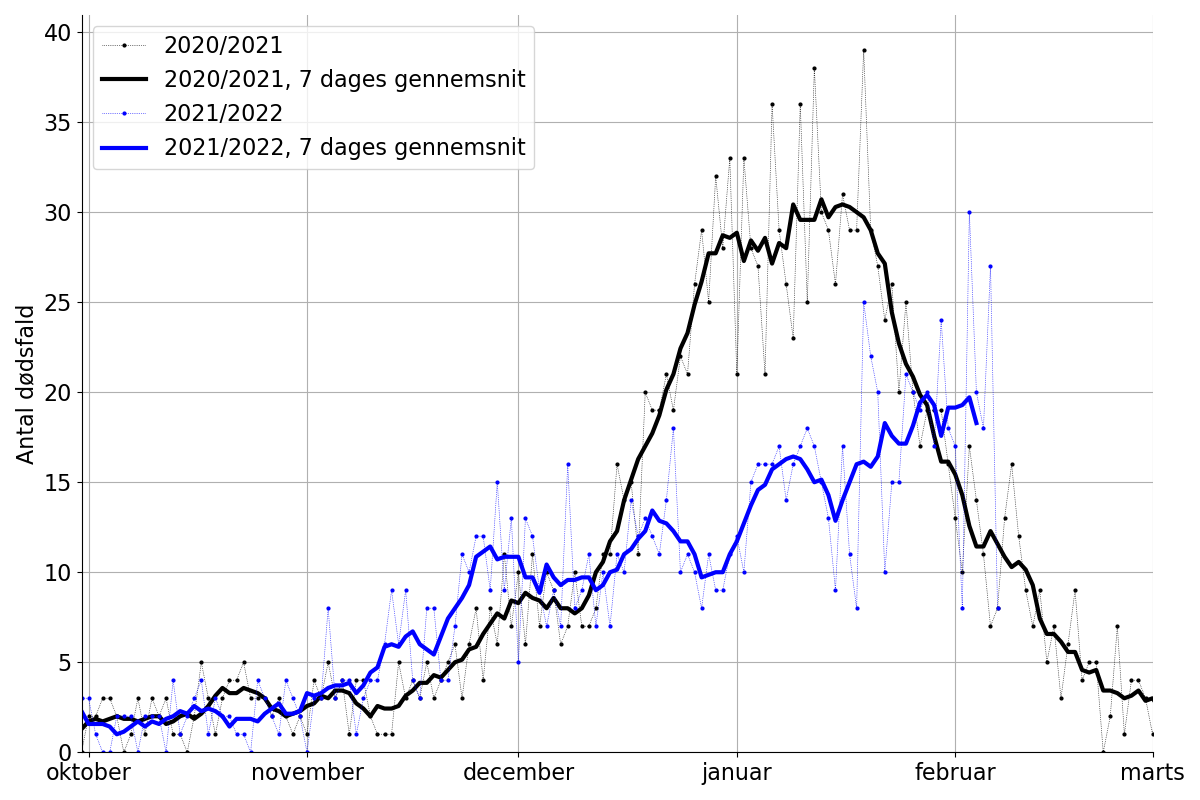 40
35
30
25
20
15
10
5
0
Antal dødsfald
2020/2021
2020/2021, 7 dages gennemsnit
2021/2022
2021/2022, 7 dages gennemsnit
oktober november december januar februar marts